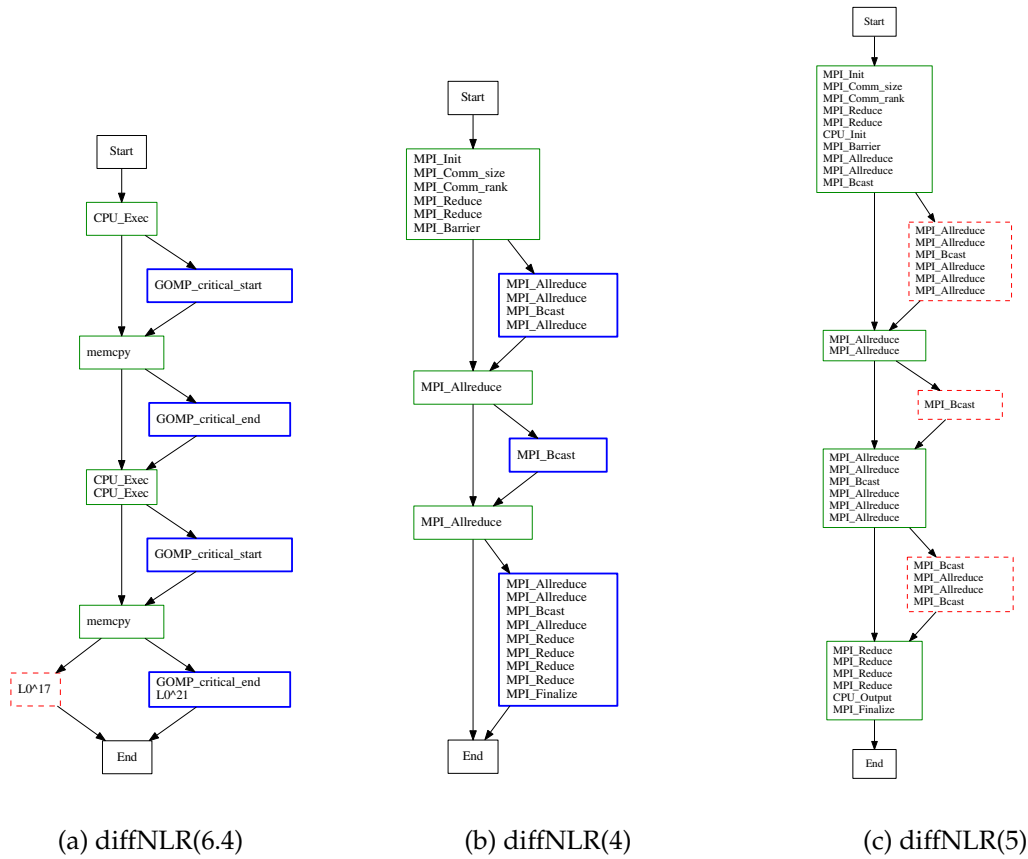 Start
CPU_Exec
GOMP_critical_start
memcpy
GOMP_critical_end
CPU_Exec
CPU_Exec
GOMP_critical_start
memcpy
L0^17
GOMP_critical_end
L0^21
End
(a) diffNLR(6.4)
Start
MPI_Init
MPI_Comm_size
MPI_Comm_rank
MPI_Reduce
MPI_Reduce
MPI_Barrier
MPI_Allreduce
MPI_Allreduce
MPI_Bcast
MPI_Allreduce
MPI_Allreduce
MPI_Bcast
MPI_Allreduce
MPI_Allreduce
MPI_Allreduce
MPI_Bcast
MPI_Allreduce
MPI_Reduce
MPI_Reduce
MPI_Reduce
MPI_Reduce
MPI_Finalize
End
(b) diffNLR(4)
Start
MPI_Init
MPI_Comm_size
MPI_Comm_rank
MPI_Reduce
MPI_Reduce
CPU_Init
MPI_Barrier
MPI_Allreduce
MPI_Allreduce
MPI_Bcast
MPI_Allreduce
MPI_Allreduce
MPI_Bcast
MPI_Allreduce
MPI_Allreduce
MPI_Allreduce
MPI_Allreduce
MPI_Allreduce
MPI_Bcast
MPI_Allreduce
MPI_Allreduce
MPI_Bcast
MPI_Allreduce
MPI_Allreduce
MPI_Allreduce
MPI_Bcast
MPI_Allreduce
MPI_Allreduce
MPI_Bcast
MPI_Reduce
MPI_Reduce
MPI_Reduce
MPI_Reduce
CPU_Output
MPI_Finalize
End
(c) diffNLR(5)